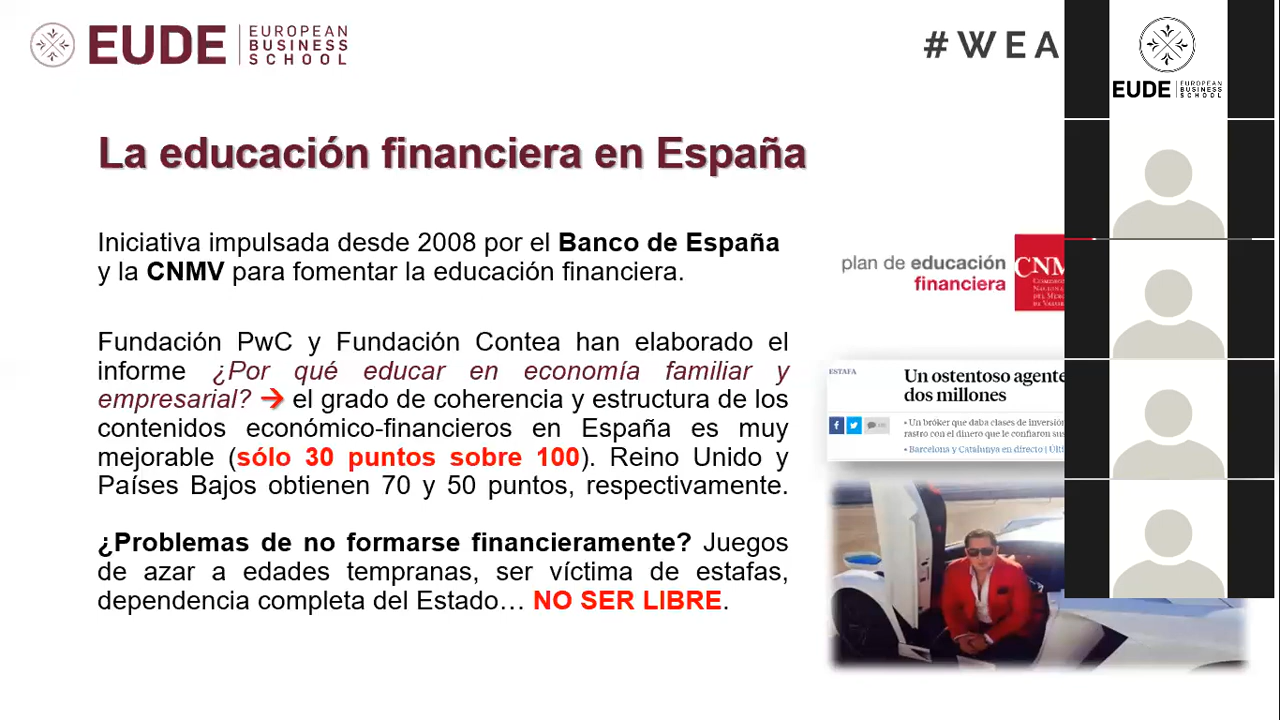 EUDE EUROPEAN BUSINESS SCHOOL
#WEA
EUDE EUROPEAN BUSINESS SCHOOL
La educación financiera en España
Iniciativa impulsada desde 2008 por el Banco de España
y la CNMV para fomentar la educación financiera.
plan de educación
financiera
CNM
Fundación PwC y Fundación Contea han elaborado el
informe ¿Por qué educar en economía familiar y
empresarial? → el grado de coherencia y estructura de los
contenidos económico-financieros en España es muy
mejorable (sólo 30 puntos sobre 100). Reino Unido y
Países Bajos obtienen 70 y 50 puntos, respectivamente.
¿Problemas de no formarse financieramente? Juegos
de azar a edades tempranas, ser víctima de estafas,
dependencia completa del Estado… NO SER LIBRE.
ESTAFA
Un ostentoso agente
dos millones
• Un bróker que daba clases de inversión
rastro con el dinero que le confiaron sus
• Barcelona y Catalunya en directo |